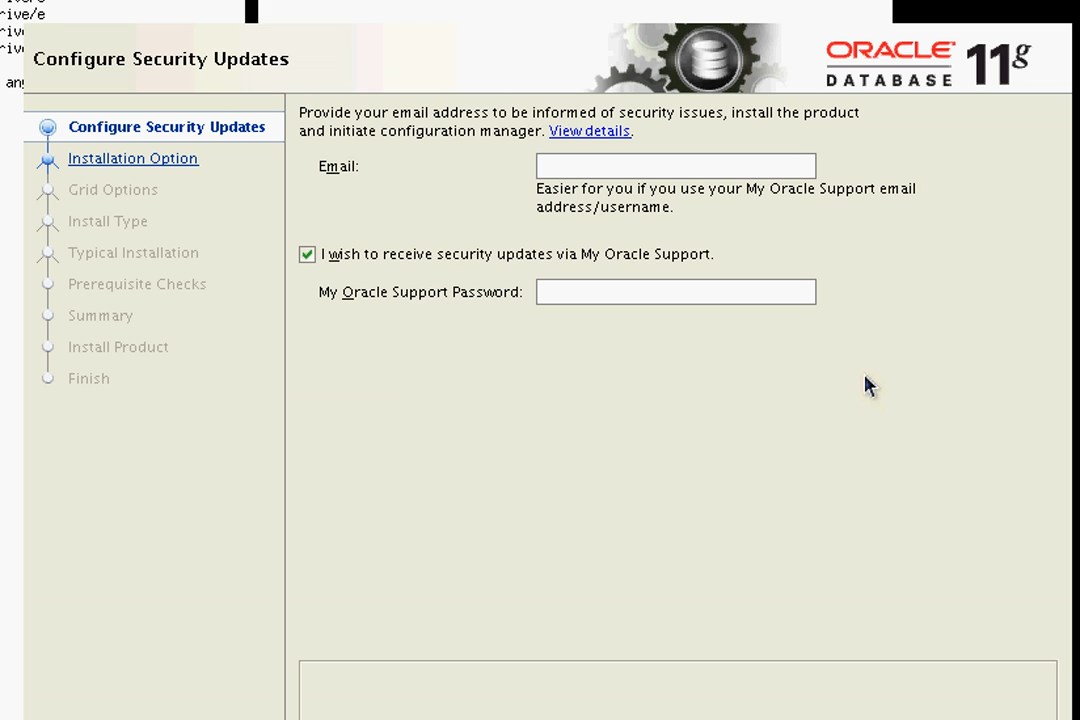 rive/e
Configure Security Updates
ORACLE
DATABASE
11g
Configure Security Updates
Installation Option
Grid Options
Install Type
Typical Installation
Prerequisite Checks
Summary
Install Product
Finish
Provide your email address to be informed of security issues, install the product
and initiate configuration manager. View details.
Email:
Easier for you if you use your My Oracle Support email
address/username.
I wish to receive security updates via My Oracle Support.
My Oracle Support Password: